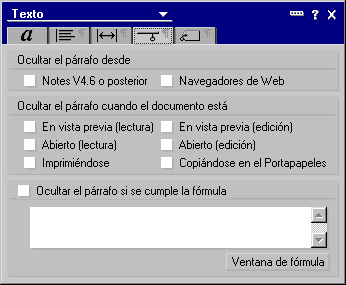 Texto
a
Ocultar el párrafo desde
Notes V4.6 o posterior Navegadores de Web
Ocultar el párrafo cuando el documento está
En vista previa (lectura) En vista previa (edición)
Abierto (lectura) Abierto (edición)
Imprimiéndose Copiándose en el Portapapeles
Ocultar el párrafo si se cumple la fórmula
Ventana de fórmula